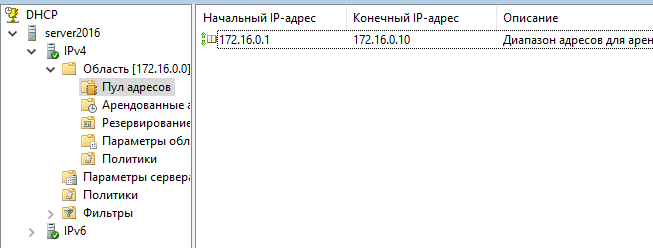 DHCP
server2016
IPv4
Область [172.16.0.0]
Пул адресов
Арендованные а
Резервирование
Параметры обл
Политики
Параметры сервера
Политики
Фильтры
IPv6
Начальный IP-адрес Конечный IP-адрес Описание
172.16.0.1 172.16.0.10 Диапазон адресов для арен